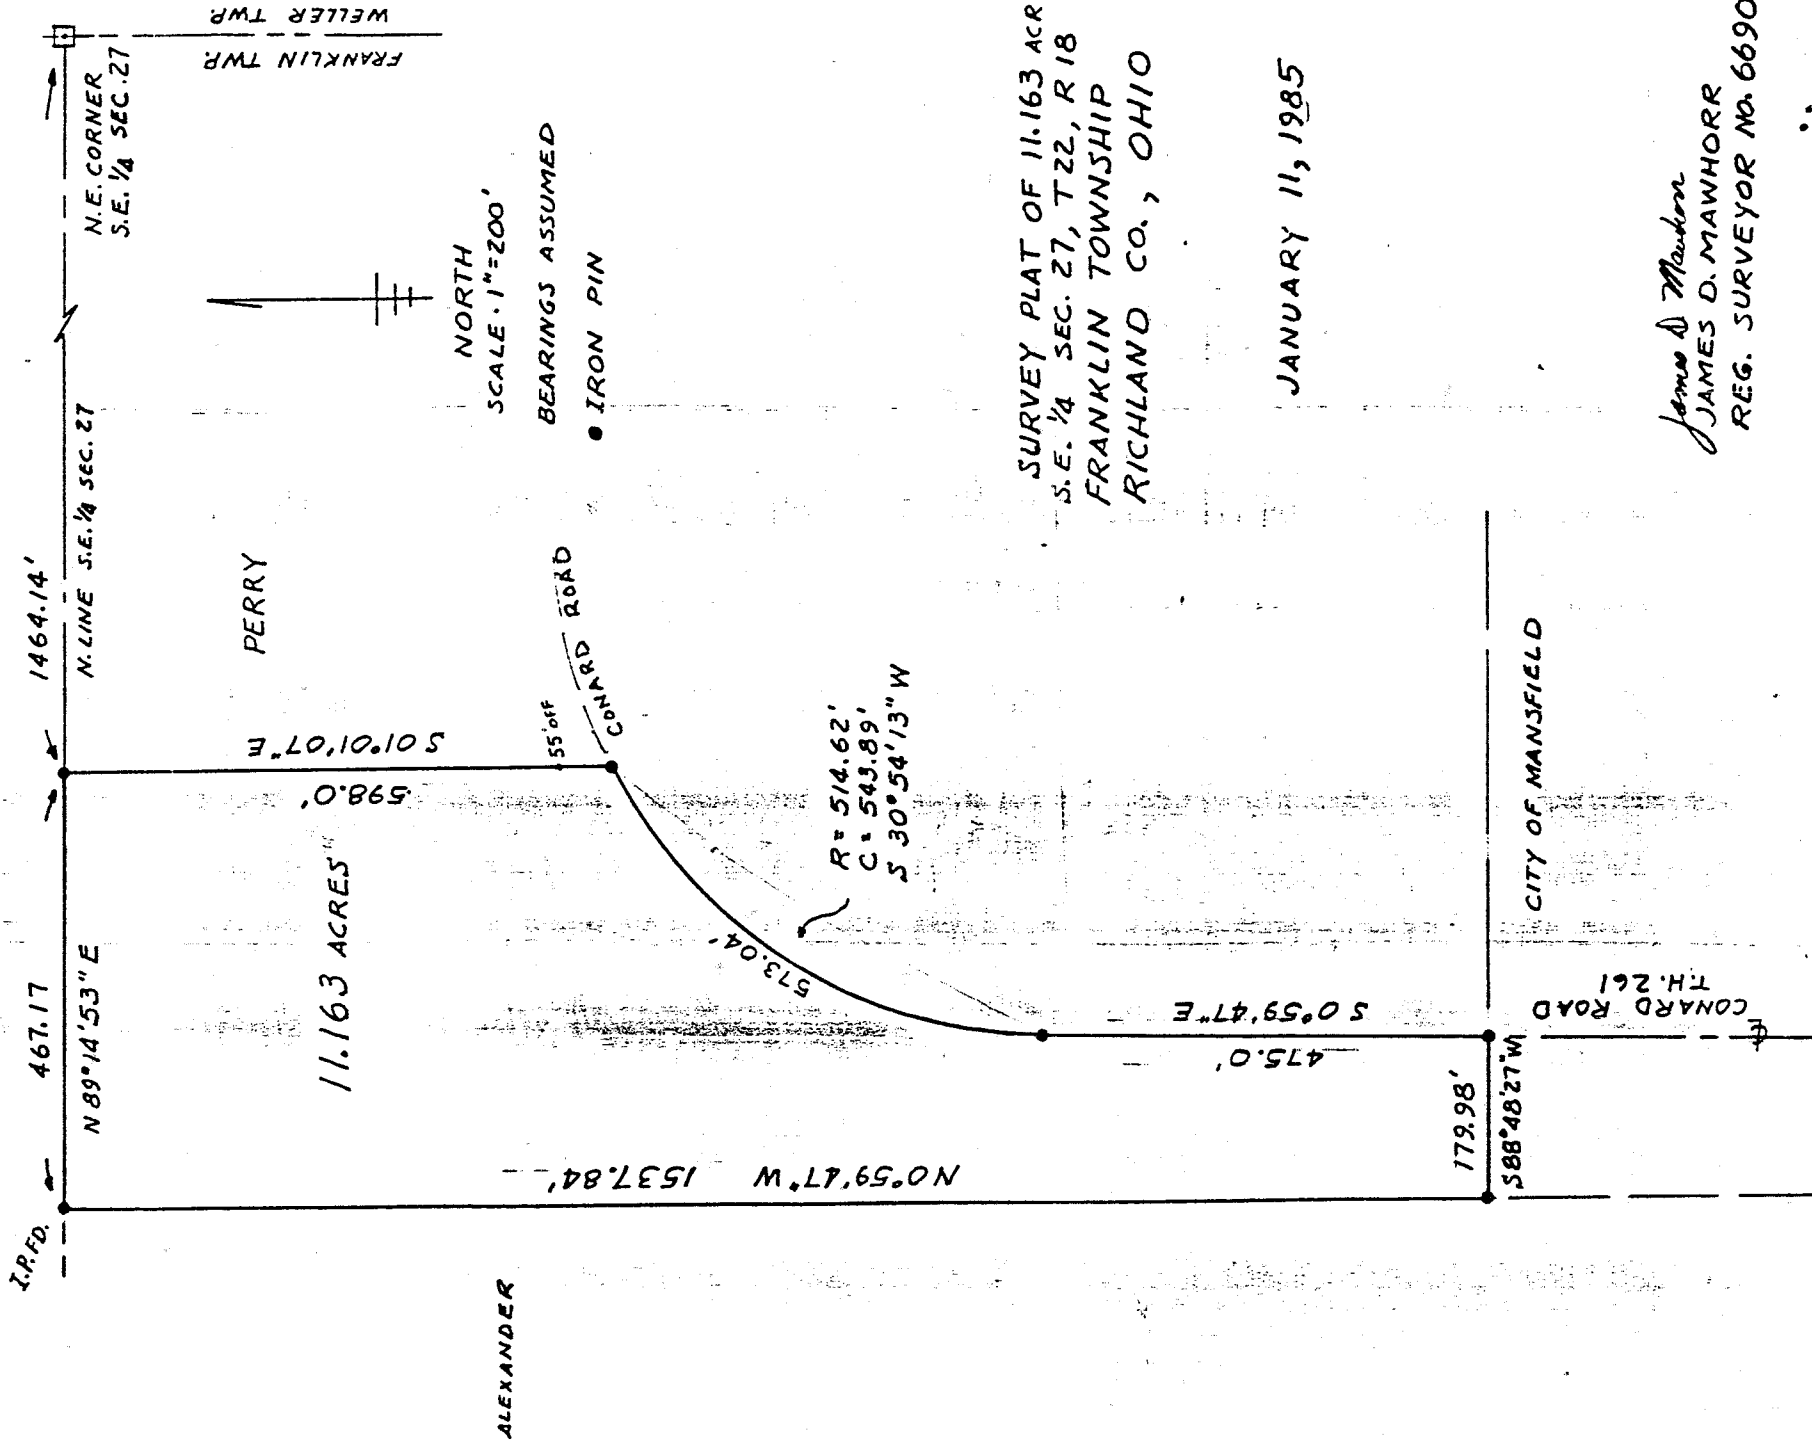 WELLER TWP.
FRANKLIN TWP.
N.E. CORNER
S.E. 1/4 SEC. 27
1464.14'
N. LINE S.E. 1/4 SEC. 27
467.17
N 89°14'53" E
I.P. FD.
NORTH
SCALE · 1"=200'
BEARINGS ASSUMED
● IRON PIN
PERRY
S 01°01'07" E
598.0'
55' OFF
CONARD ROAD
11.163 ACRES
R = 514.62'
C = 543.89'
S 30°54'13" W
573.04'
S 0°59'47" E
475.0'
N 0°59'47" W 1537.84'
179.98'
S 88°48'27" W
ALEXANDER
CITY OF MANSFIELD
CONARD ROAD
T.H. 261
SURVEY PLAT OF 11.163 ACR
S.E. 1/4 SEC. 27, T 22, R 18
FRANKLIN TOWNSHIP
RICHLAND CO., OHIO
JANUARY 11, 1985
James D Mawhorr
JAMES D. MAWHORR
REG. SURVEYOR NO. 6690